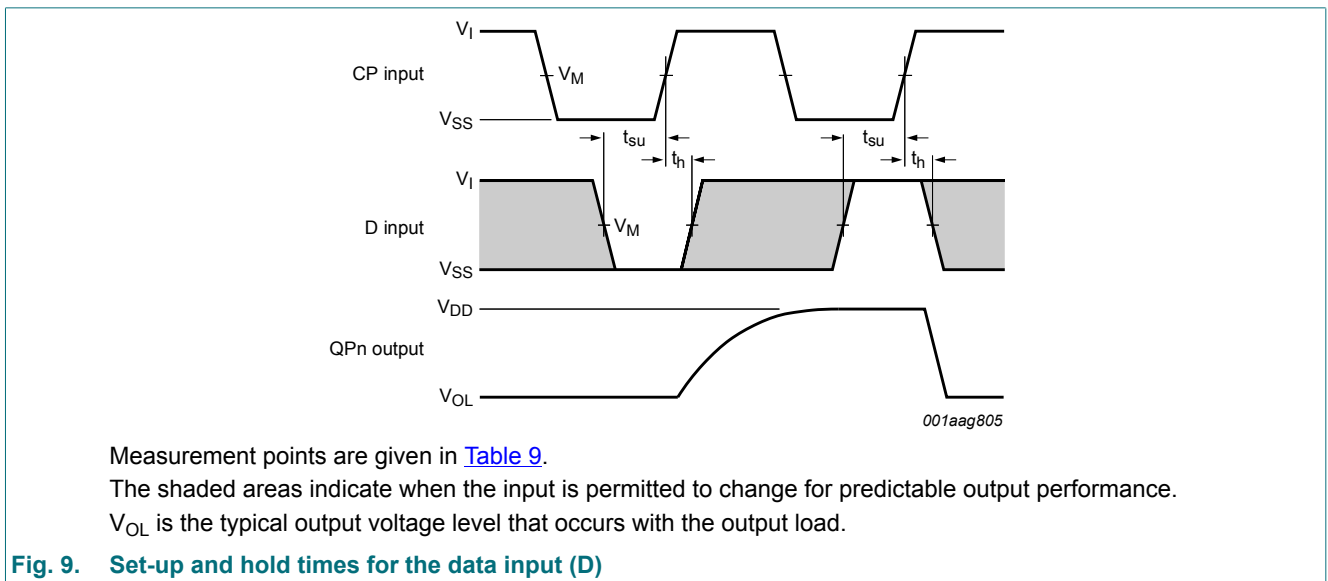 V_I
CP input
V_M
V_SS
t_su t_su
t_h t_h
V_I
D input
V_M
V_SS
V_DD
QPn output
V_OL
001aag805
Measurement points are given in Table 9.
The shaded areas indicate when the input is permitted to change for predictable output performance.
V_OL is the typical output voltage level that occurs with the output load.
Fig. 9. Set-up and hold times for the data input (D)